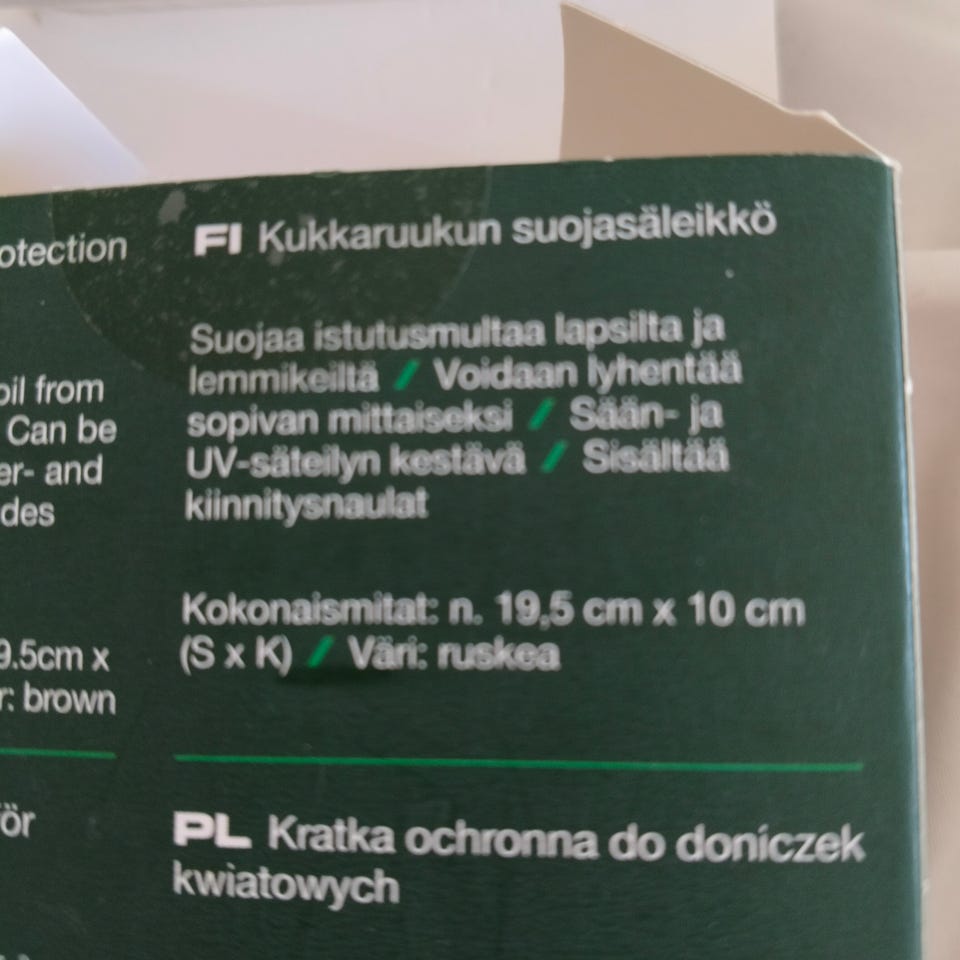 otection
oil from
Can be
er- and
des
9.5cm x
r: brown
ör
FI Kukkaruukun suojasäleikkö
Suojaa istutusmultaa lapsilta ja
lemmikeiltä / Voidaan lyhentää
sopivan mittaiseksi / Sään- ja
UV-säteilyn kestävä / Sisältää
kiinnitysnaulat
Kokonaismitat: n. 19,5 cm x 10 cm
(S x K) / Väri: ruskea
PL Kratka ochronna do doniczek
kwiatowych